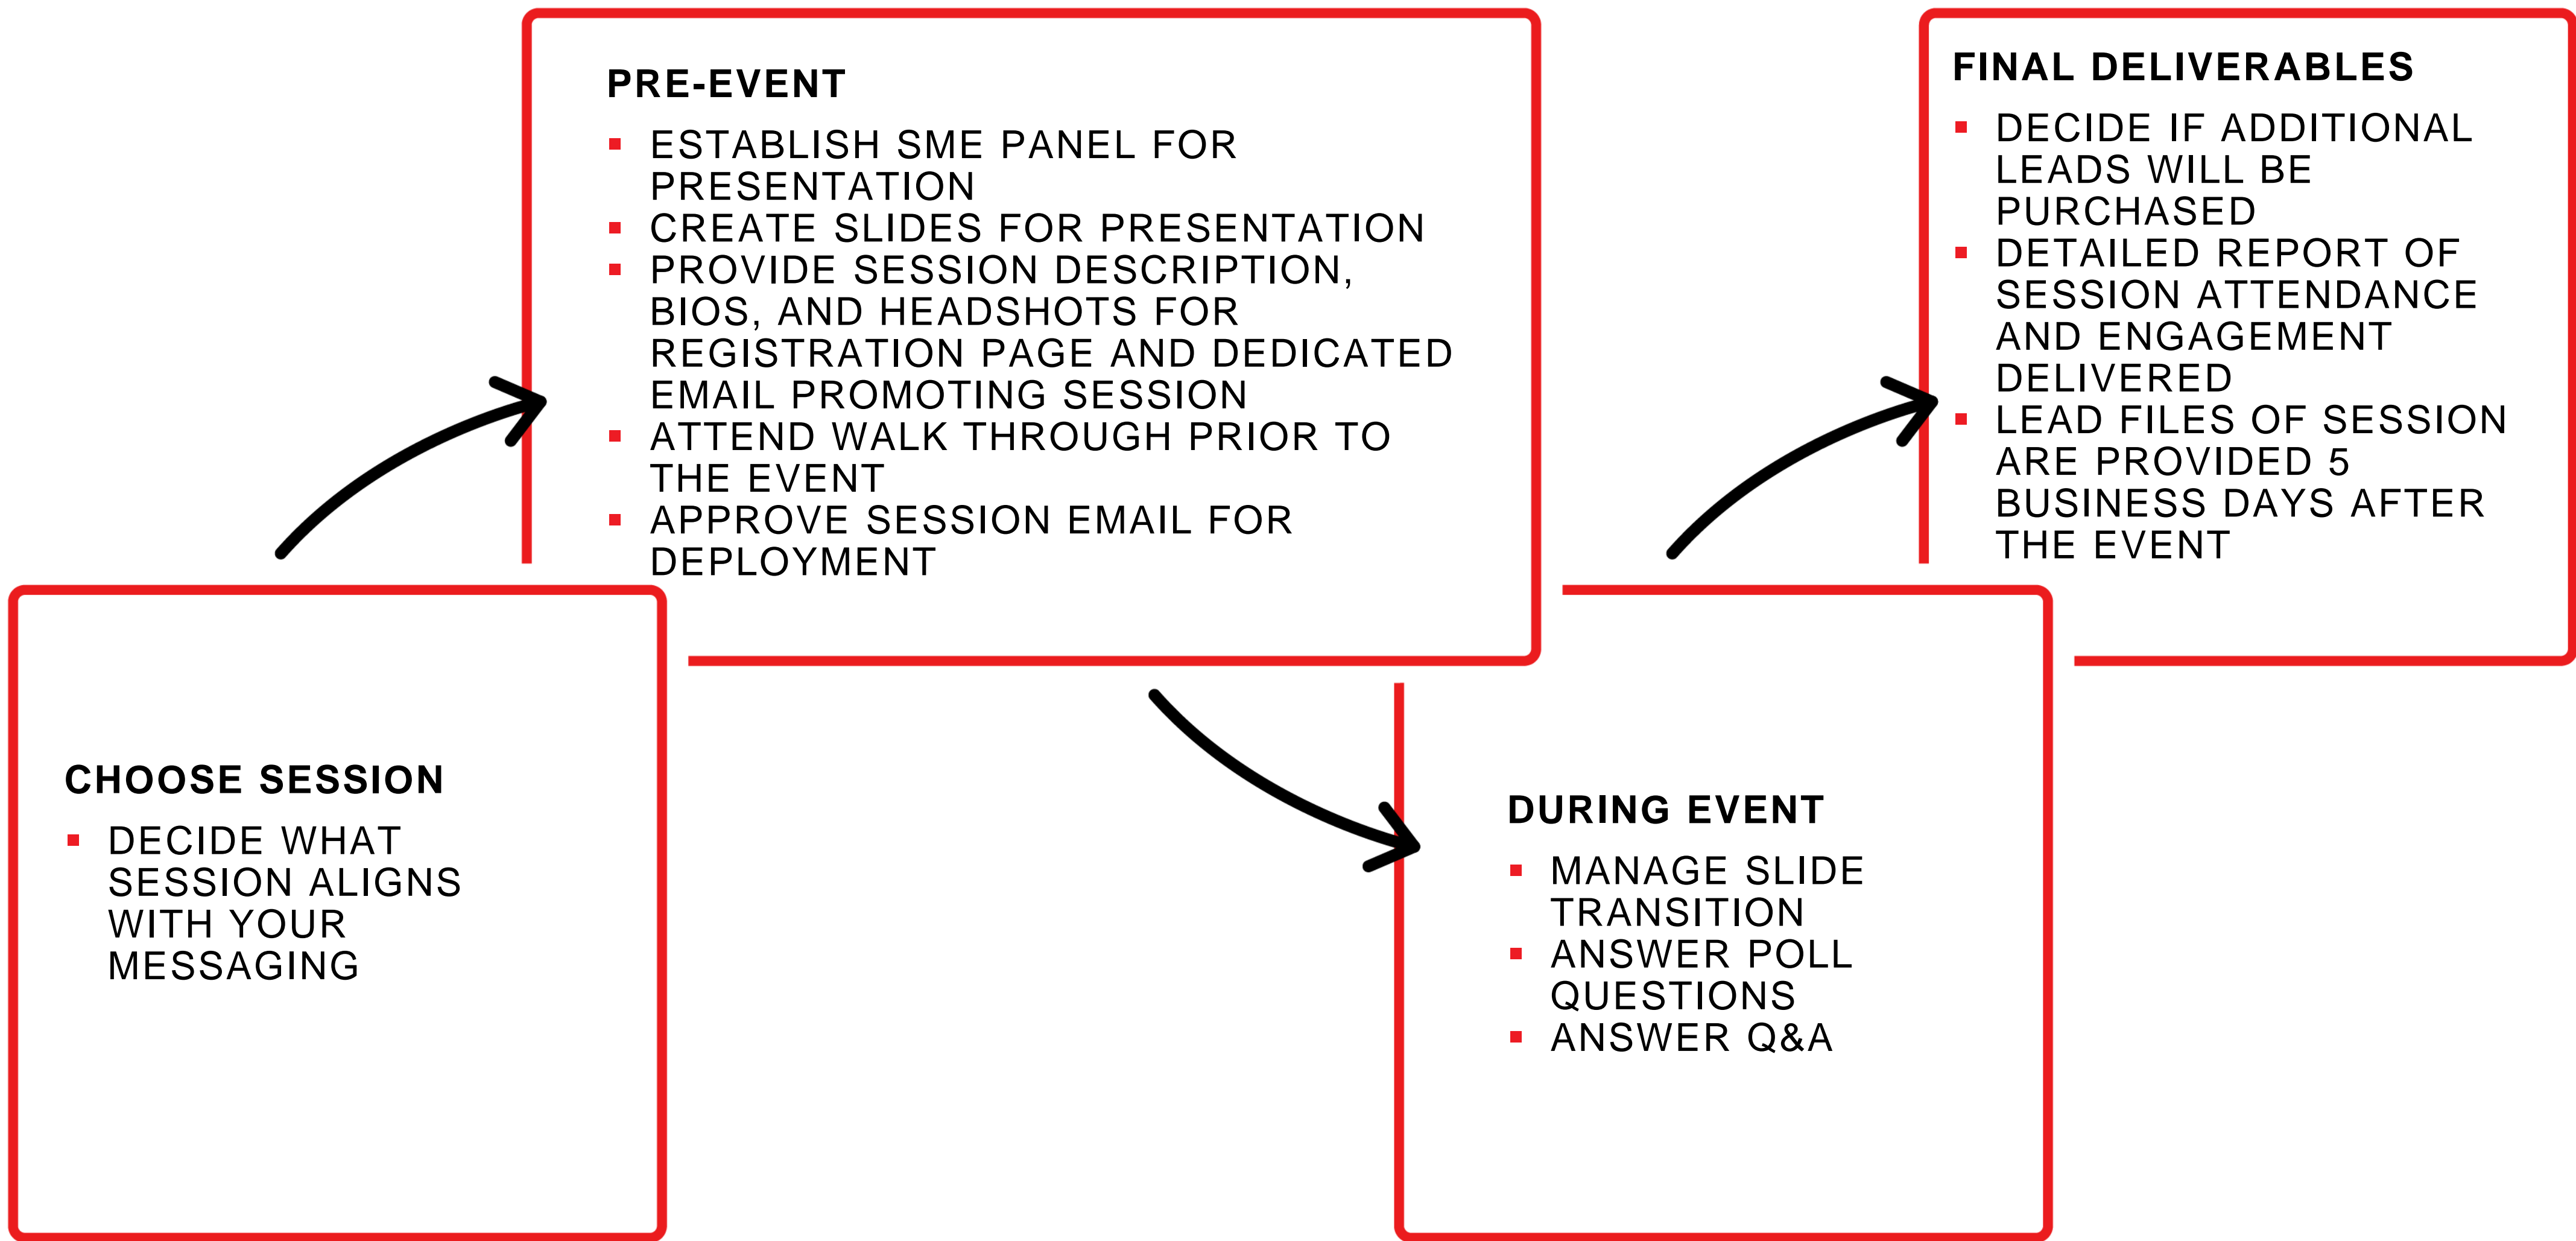 CHOOSE SESSION
▪ DECIDE WHAT
SESSION ALIGNS
WITH YOUR
MESSAGING
PRE-EVENT
▪ ESTABLISH SME PANEL FOR
PRESENTATION
▪ CREATE SLIDES FOR PRESENTATION
▪ PROVIDE SESSION DESCRIPTION,
BIOS, AND HEADSHOTS FOR
REGISTRATION PAGE AND DEDICATED
EMAIL PROMOTING SESSION
▪ ATTEND WALK THROUGH PRIOR TO
THE EVENT
▪ APPROVE SESSION EMAIL FOR
DEPLOYMENT
DURING EVENT
▪ MANAGE SLIDE
TRANSITION
▪ ANSWER POLL
QUESTIONS
▪ ANSWER Q&A
FINAL DELIVERABLES
▪ DECIDE IF ADDITIONAL
LEADS WILL BE
PURCHASED
▪ DETAILED REPORT OF
SESSION ATTENDANCE
AND ENGAGEMENT
DELIVERED
▪ LEAD FILES OF SESSION
ARE PROVIDED 5
BUSINESS DAYS AFTER
THE EVENT